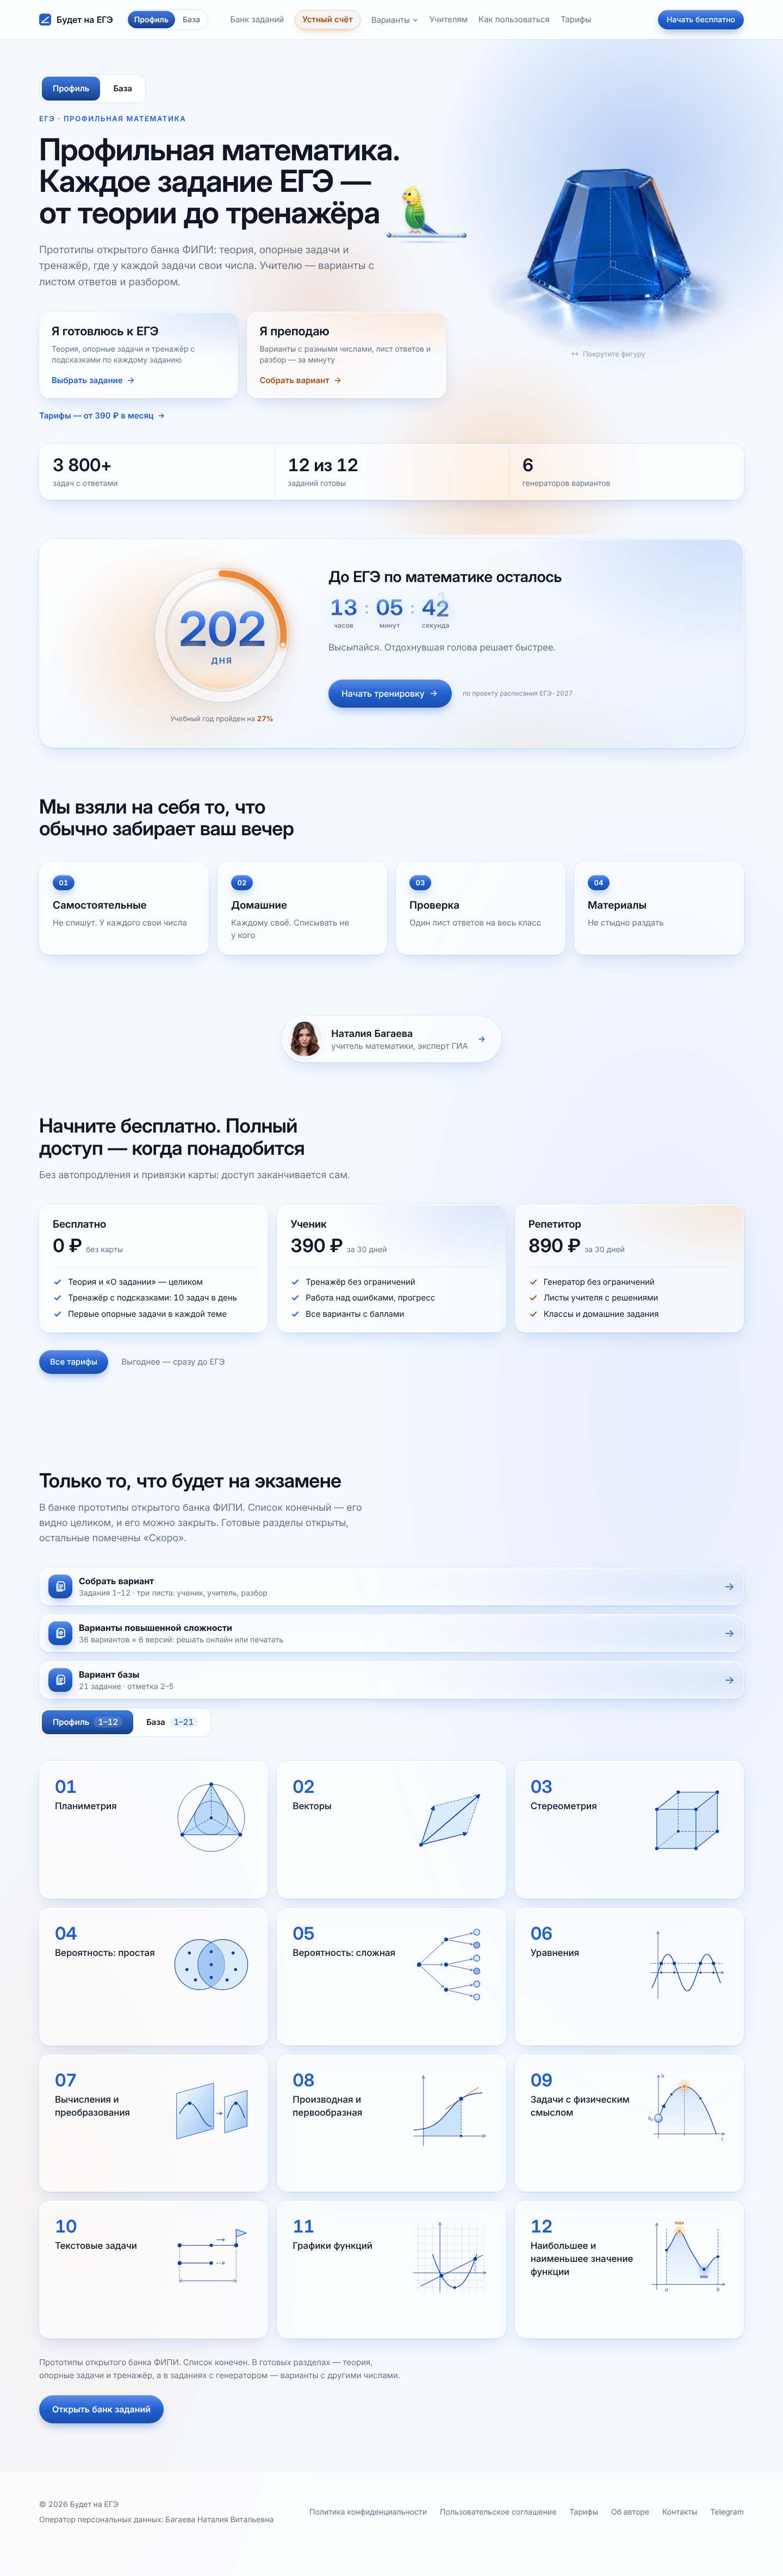 Будет на ЕГЭ
Профиль База
Банк заданий Устный счёт Варианты Учителям Как пользоваться Тарифы
Начать бесплатно
Профиль База
ЕГЭ · ПРОФИЛЬНАЯ МАТЕМАТИКА
Профильная математика.
Каждое задание ЕГЭ —
от теории до тренажёра
Прототипы открытого банка ФИПИ: теория, опорные задачи и
тренажёр, где у каждой задачи свои числа. Учителю — варианты с
листом ответов и разбором.
Я готовлюсь к ЕГЭ
Теория, опорные задачи и тренажёр с
подсказками по каждому заданию
Выбрать задание →
Я преподаю
Варианты с разными числами, лист ответов и
разбор — за минуту
Собрать вариант →
↔ Покрутите фигуру
Тарифы — от 390 ₽ в месяц →
3 800+
задач с ответами
12 из 12
заданий готовы
6
генераторов вариантов
202
ДНЯ
Учебный год пройден на 27%
До ЕГЭ по математике осталось
13 : 05 : 42
часов минут секунда
Высыпайся. Отдохнувшая голова решает быстрее.
Начать тренировку →
по проекту расписания ЕГЭ-2027
Мы взяли на себя то, что
обычно забирает ваш вечер
01
Самостоятельные
Не спишут. У каждого свои числа
02
Домашние
Каждому своё. Списывать не
у кого
03
Проверка
Один лист ответов на весь класс
04
Материалы
Не стыдно раздать
Наталия Багаева
учитель математики, эксперт ГИА
→
Начните бесплатно. Полный
доступ — когда понадобится
Без автопродления и привязки карты: доступ заканчивается сам.
Бесплатно
0 ₽ без карты
Теория и «О задании» — целиком
Тренажёр с подсказками: 10 задач в день
Первые опорные задачи в каждой теме
Ученик
390 ₽ за 30 дней
Тренажёр без ограничений
Работа над ошибками, прогресс
Все варианты с баллами
Репетитор
890 ₽ за 30 дней
Генератор без ограничений
Листы учителя с решениями
Классы и домашние задания
Все тарифы
Выгоднее — сразу до ЕГЭ
Только то, что будет на экзамене
В банке прототипы открытого банка ФИПИ. Список конечный — его
видно целиком, и его можно закрыть. Готовые разделы открыты,
остальные помечены «Скоро».
Собрать вариант
Задания 1–12 · три листа: ученик, учитель, разбор
→
Варианты повышенной сложности
36 вариантов × 6 версий: решать онлайн или печатать
→
Вариант базы
21 задание · отметка 2–5
→
Профиль 1–12 База 1–21
01
Планиметрия
02
Векторы
03
Стереометрия
04
Вероятность: простая
05
Вероятность: сложная
06
Уравнения
07
Вычисления и
преобразования
08
Производная и
первообразная
09
Задачи с физическим
смыслом
10
Текстовые задачи
11
Графики функций
12
Наибольшее и
наименьшее значение
функции
max
min
a b
Прототипы открытого банка ФИПИ. Список конечен. В готовых разделах — теория,
опорные задачи и тренажёр, а в заданиях с генератором — варианты с другими числами.
Открыть банк заданий
© 2026 Будет на ЕГЭ
Оператор персональных данных: Багаева Наталия Витальевна
Политика конфиденциальности Пользовательское соглашение Тарифы Об авторе Контакты Telegram